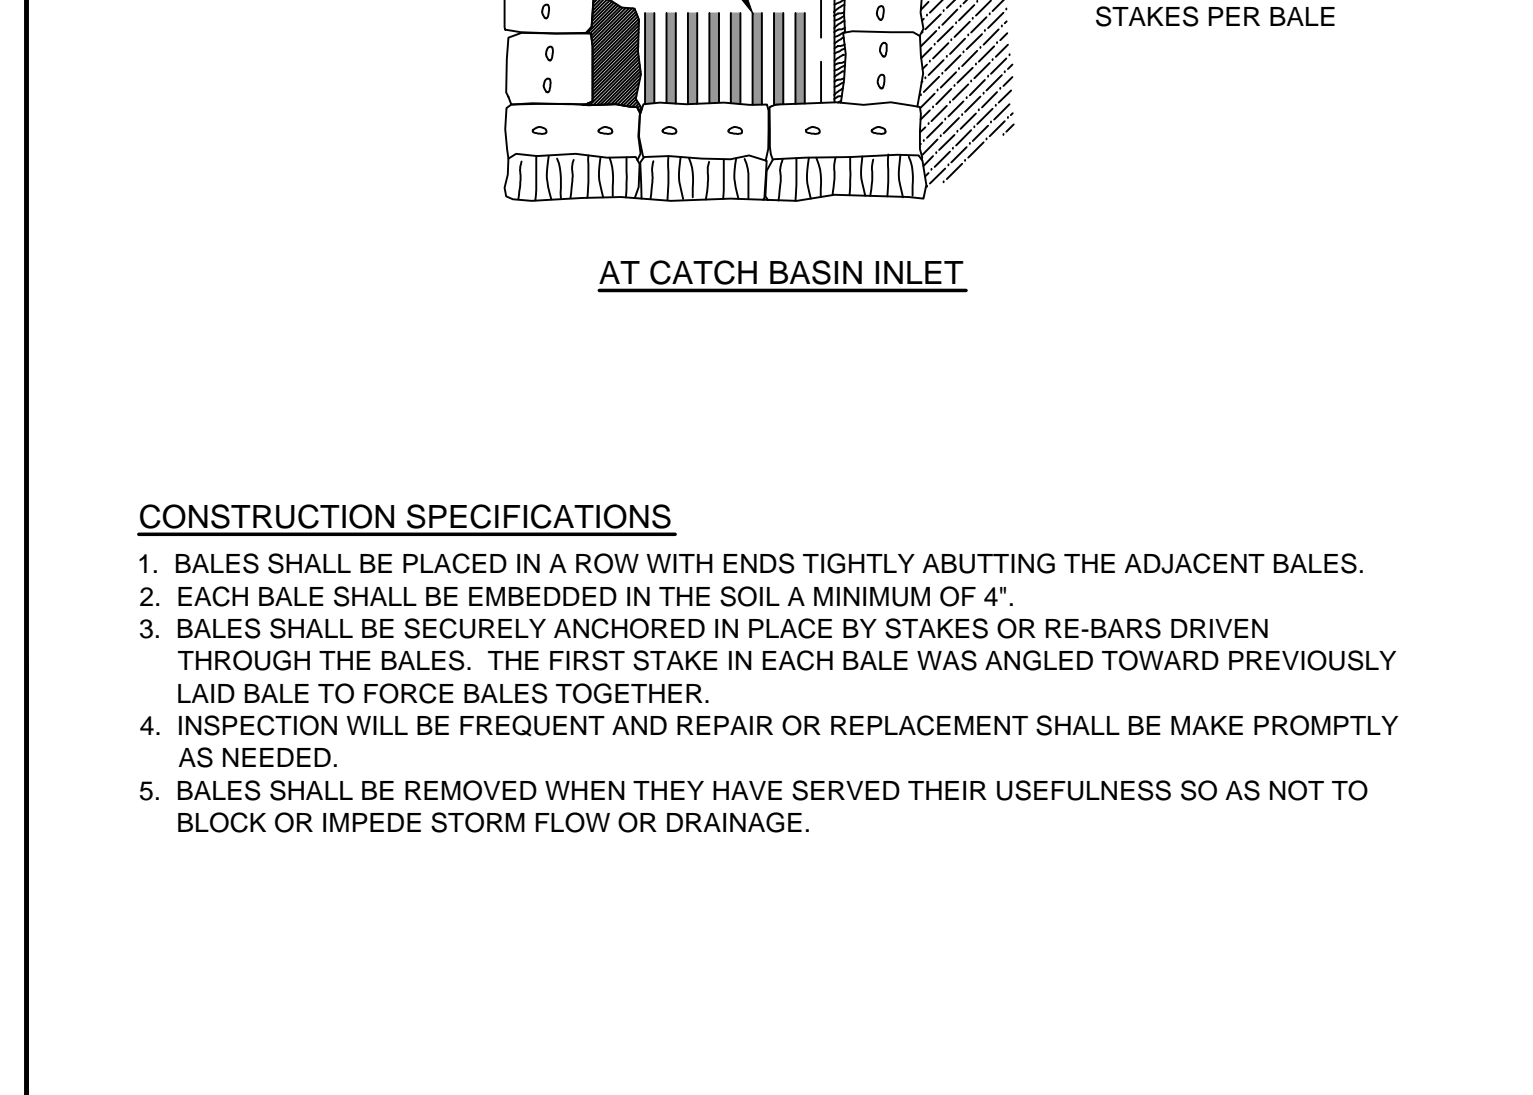 STAKES PER BALE
AT CATCH BASIN INLET
CONSTRUCTION SPECIFICATIONS
1. BALES SHALL BE PLACED IN A ROW WITH ENDS TIGHTLY ABUTTING THE ADJACENT BALES.
2. EACH BALE SHALL BE EMBEDDED IN THE SOIL A MINIMUM OF 4".
3. BALES SHALL BE SECURELY ANCHORED IN PLACE BY STAKES OR RE-BARS DRIVEN
THROUGH THE BALES. THE FIRST STAKE IN EACH BALE WAS ANGLED TOWARD PREVIOUSLY
LAID BALE TO FORCE BALES TOGETHER.
4. INSPECTION WILL BE FREQUENT AND REPAIR OR REPLACEMENT SHALL BE MAKE PROMPTLY
AS NEEDED.
5. BALES SHALL BE REMOVED WHEN THEY HAVE SERVED THEIR USEFULNESS SO AS NOT TO
BLOCK OR IMPEDE STORM FLOW OR DRAINAGE.